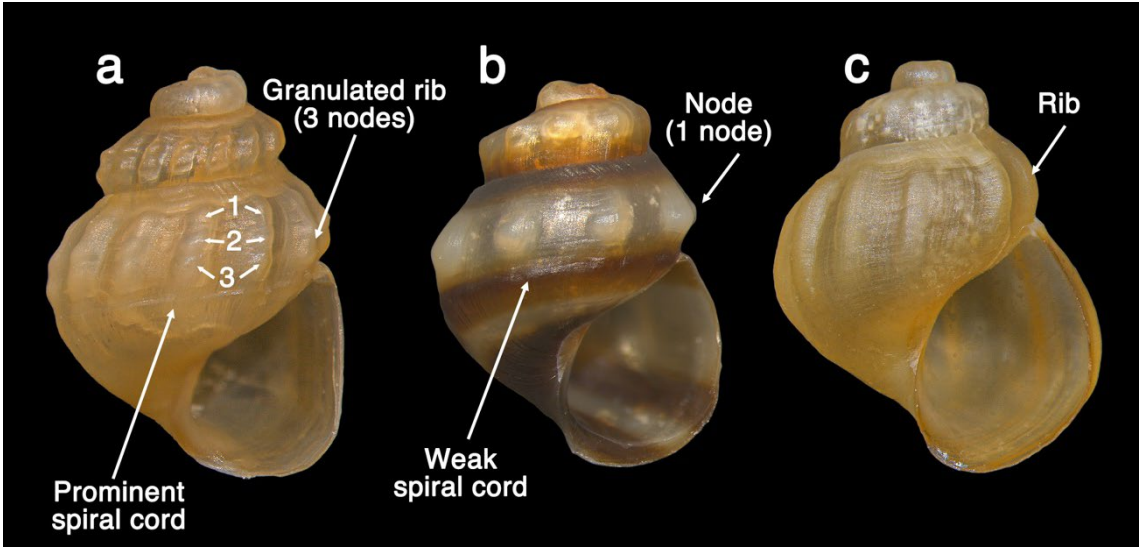 a
Granulated rib
(3 nodes)
1
2
3
Prominent
spiral cord
b
Node
(1 node)
Weak
spiral cord
c
Rib